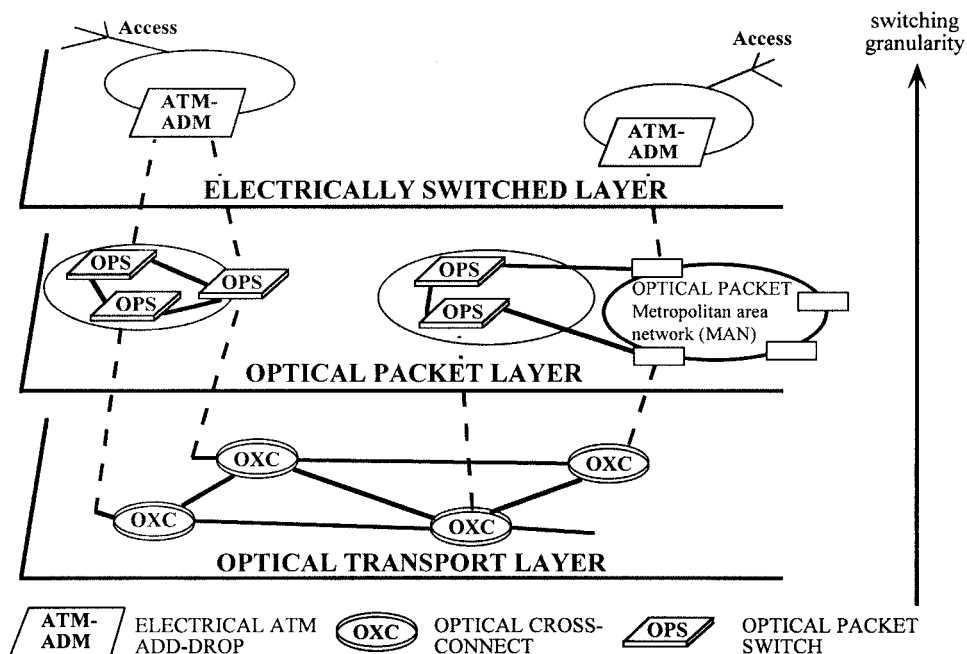 switching
granularity
Access
Access
ATM-
ADM
ATM-
ADM
ELECTRICALLY SWITCHED LAYER
OPS
OPS
OPS
OPS
OPS
OPTICAL PACKET
Metropolitan area
network (MAN)
OPTICAL PACKET LAYER
OXC
OXC
OXC
OXC
OPTICAL TRANSPORT LAYER
ATM-
ADM
ELECTRICAL ATM
ADD-DROP
OXC
OPTICAL CROSS-
CONNECT
OPS
OPTICAL PACKET
SWITCH